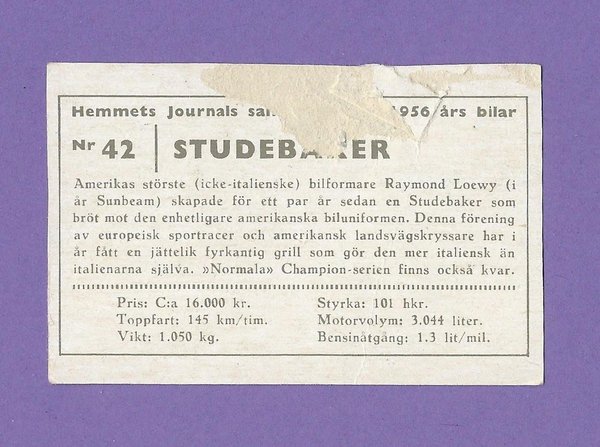 Hemmets Journals 1956 års bilar
Nr 42 STUDEBAKER
Amerikas störste (icke-italienske) bilformare Raymond Loewy (i
år Sunbeam) skapade för ett par år sedan en Studebaker som
bröt mot den enhetligare amerikanska biluniformen. Denna förening
av europeisk sportracer och amerikansk landsvägskryssare har i
år fått en jättelik fyrkantig grill som gör den mer italiensk än
italienarna själva. »Normala» Champion-serien finns också kvar.
Pris: C:a 16.000 kr. Styrka: 101 hkr.
Toppfart: 145 km/tim. Motorvolym: 3.044 liter.
Vikt: 1.050 kg. Bensinåtgång: 1.3 lit/mil.